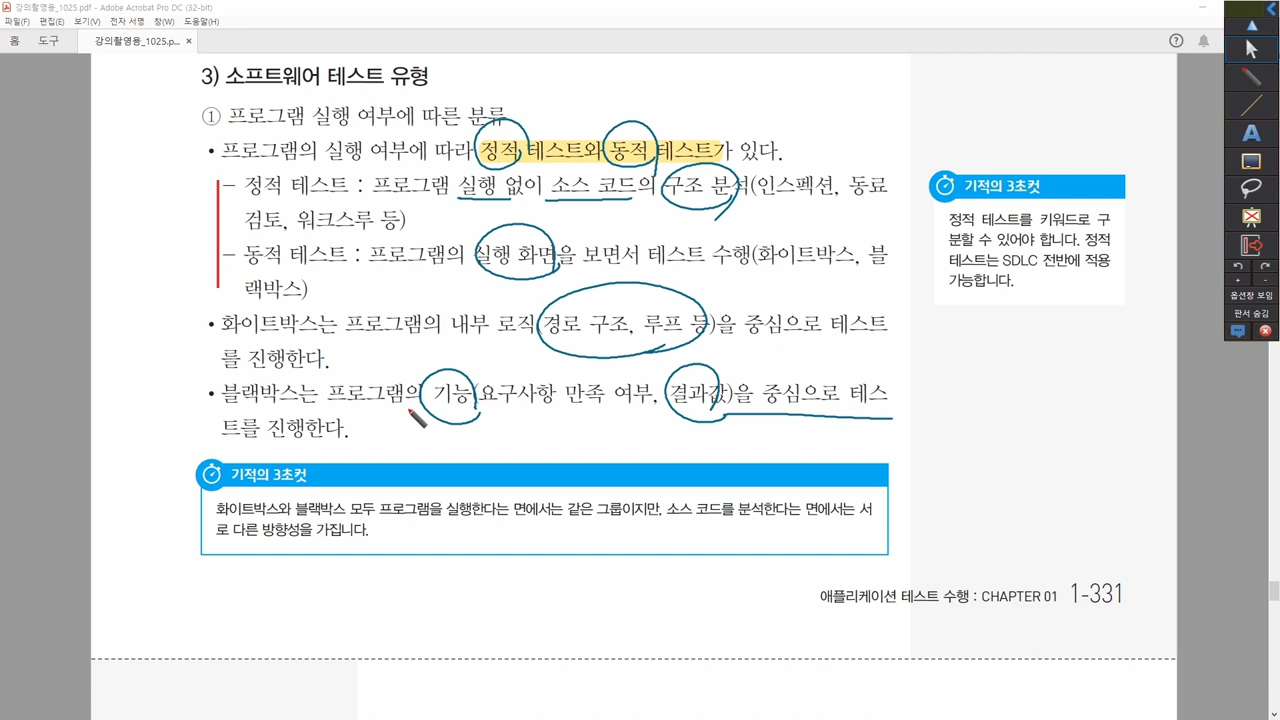 강의촬영용_1025.pdf - Adobe Acrobat Pro DC (32-bit)
파일(F) 편집(E) 보기(V) 전자 서명 창(W) 도움말(H)
홈 도구 강의촬영용_1025.p... ×
3) 소프트웨어 테스트 유형
① 프로그램 실행 여부에 따른 분류
• 프로그램의 실행 여부에 따라 정적 테스트와 동적 테스트가 있다.
– 정적 테스트 : 프로그램 실행 없이 소스 코드의 구조 분석(인스펙션, 동료
검토, 워크스루 등)
– 동적 테스트 : 프로그램의 실행 화면을 보면서 테스트 수행(화이트박스, 블
랙박스)
• 화이트박스는 프로그램의 내부 로직(경로 구조, 루프 등)을 중심으로 테스트
를 진행한다.
• 블랙박스는 프로그램의 기능(요구사항 만족 여부, 결과값)을 중심으로 테스
트를 진행한다.
기적의 3초컷
화이트박스와 블랙박스 모두 프로그램을 실행한다는 면에서는 같은 그룹이지만, 소스 코드를 분석한다는 면에서는 서
로 다른 방향성을 가집니다.
기적의 3초컷
정적 테스트를 키워드로 구
분할 수 있어야 합니다. 정적
테스트는 SDLC 전반에 적용
가능합니다.
애플리케이션 테스트 수행 : CHAPTER 01 1-331
A
옵션장 보임
판서 숨김